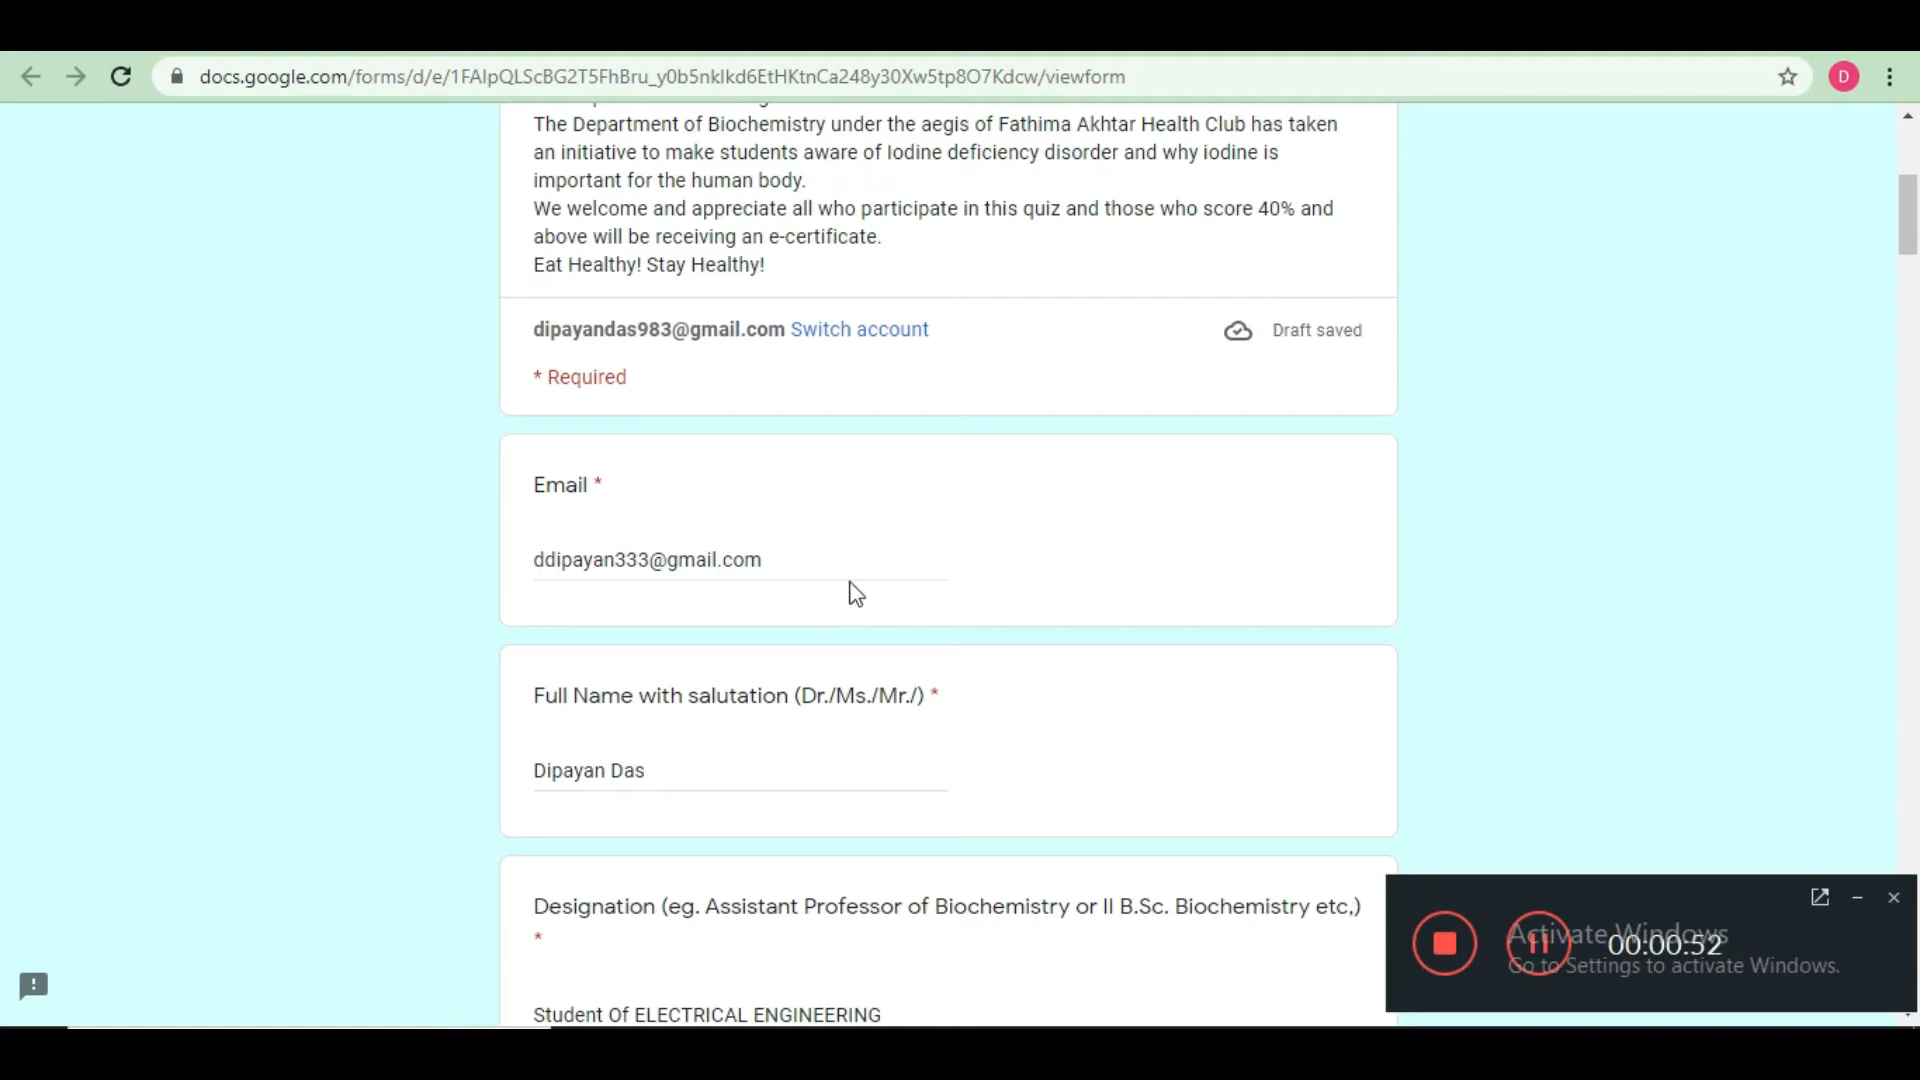 docs.google.com/forms/d/e/1FAIpQLScBG2T5FhBru_y0b5nkIkd6EtHKtnCa248y30Xw5tp8O7Kdcw/viewform
D
The Department of Biochemistry under the aegis of Fathima Akhtar Health Club has taken
an initiative to make students aware of Iodine deficiency disorder and why iodine is
important for the human body.
We welcome and appreciate all who participate in this quiz and those who score 40% and
above will be receiving an e-certificate.
Eat Healthy! Stay Healthy!
dipayandas983@gmail.com Switch account
Draft saved
* Required
Email *
ddipayan333@gmail.com
Full Name with salutation (Dr./Ms./Mr./) *
Dipayan Das
Designation (eg. Assistant Professor of Biochemistry or II B.Sc. Biochemistry etc,)
*
Student Of ELECTRICAL ENGINEERING
Activate Windows
00:00:52
Go to Settings to activate Windows.